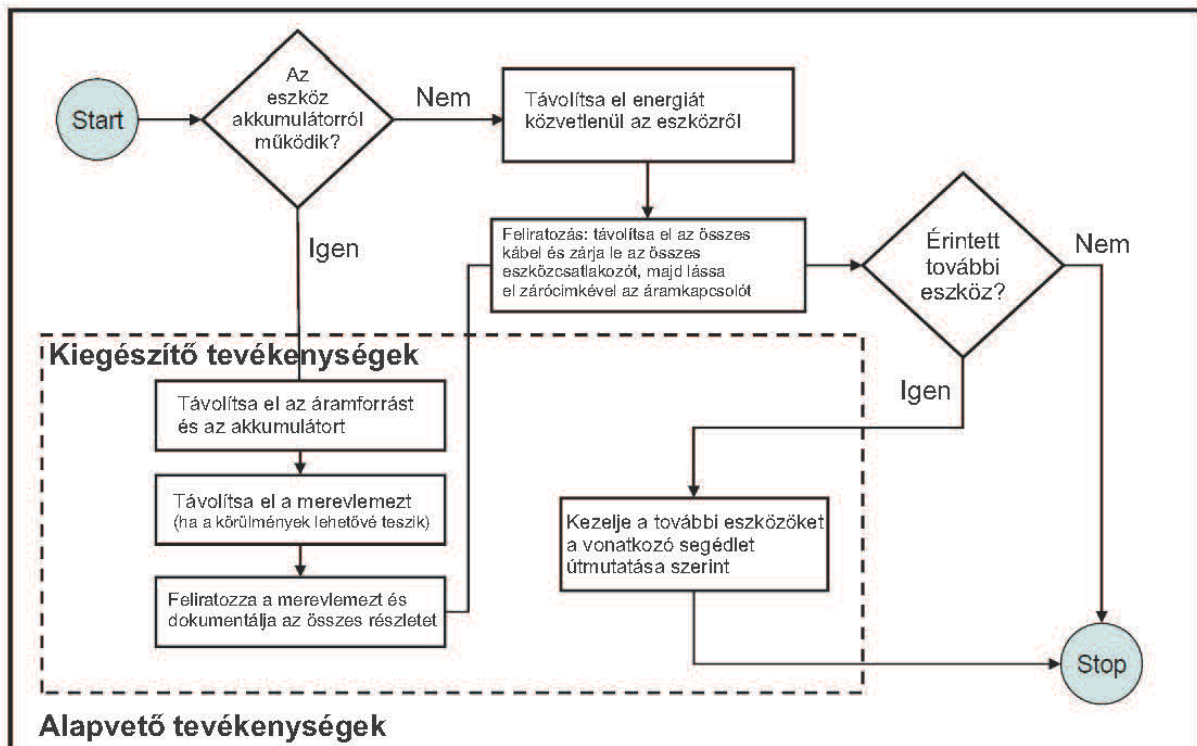 Start
Az
eszköz
akkumulátorról
működik?
Nem
Távolítsa el energiát
közvetlenül az eszközről
Igen
Feliratozás: távolítsa el az összes
kábel és zárja le az összes
eszközcsatlakozót, majd lássa
el zárócimkével az áramkapcsolót
Érintett
további
eszköz?
Nem
Igen
Kiegészítő tevékenységek
Távolítsa el az áramforrást
és az akkumulátort
Távolítsa el a merevlemezt
(ha a körülmények lehetővé teszik)
Feliratozza a merevlemezt és
dokumentálja az összes részletet
Kezelje a további eszközöket
a vonatkozó segédlet
útmutatása szerint
Stop
Alapvető tevékenységek